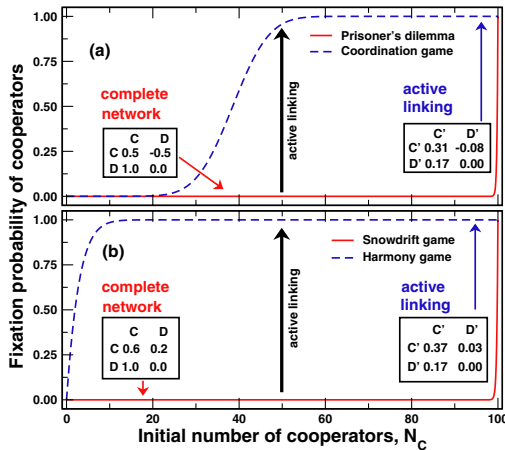 Fixation probability of cooperators
1.00
0.75
0.50
0.25
0.00
(a)
Prisoner's dilemma
Coordination game
complete
network
C D
C 0.5 -0.5
D 1.0 0.0
active linking
active
linking
C' D'
C' 0.31 -0.08
D' 0.17 0.00
1.00
0.75
0.50
0.25
0.00
(b)
Snowdrift game
Harmony game
complete
network
C D
C 0.6 0.2
D 1.0 0.0
active linking
active
linking
C' D'
C' 0.37 0.03
D' 0.17 0.00
0 20 40 60 80 100
Initial number of cooperators, N_C